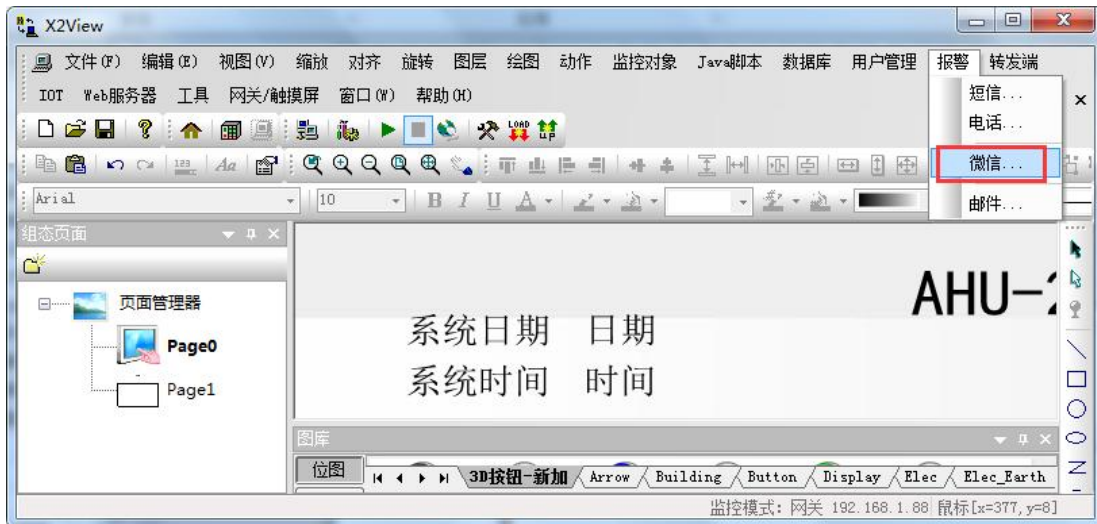 X2View
文件(F) 编辑(E) 视图(V) 缩放 对齐 旋转 图层 绘图 动作 监控对象 Java脚本 数据库 用户管理 报警 转发端
IOT Web服务器 工具 网关/触摸屏 窗口(W) 帮助(H)
短信...
电话...
微信...
邮件...
LOAD
UP
123 Aa
Arial 10 B I U A
组态页面
页面管理器
Page0
Page1
AHU-2
系统日期 日期
系统时间 时间
图库
位图 3D按钮-新加 Arrow Building Button Display Elec Elec_Earth
监控模式: 网关 192.168.1.88 鼠标[x=377, y=8]